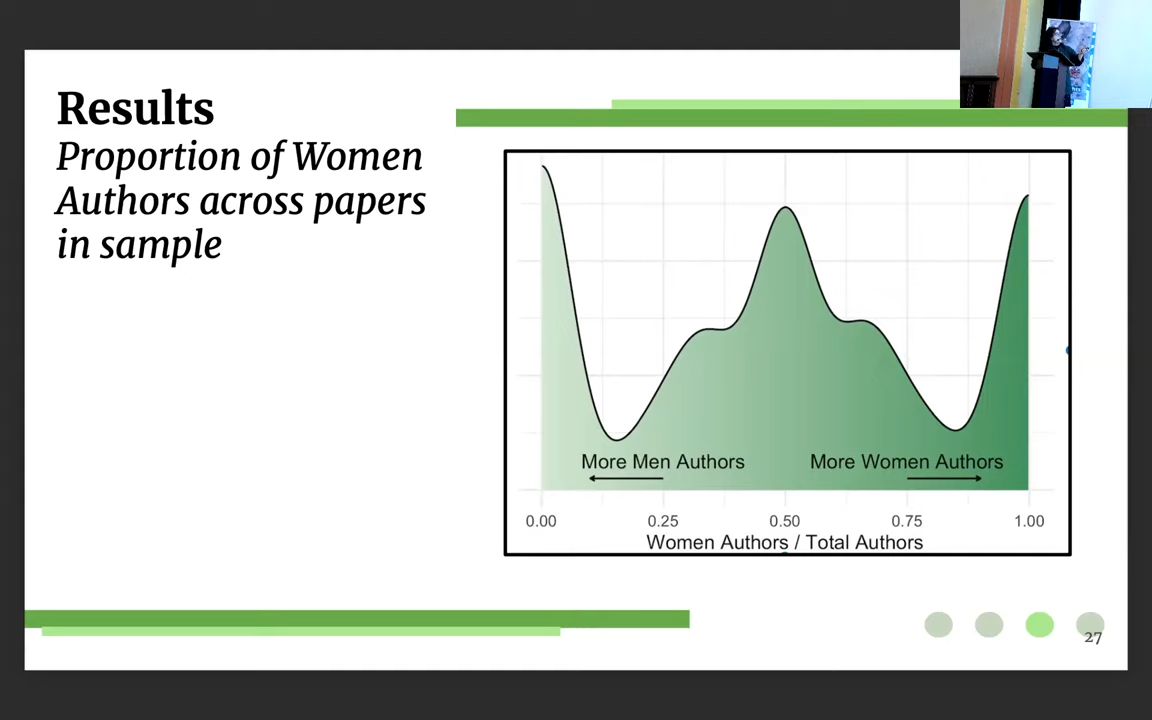 Results
Proportion of Women
Authors across papers
in sample
More Men Authors
More Women Authors
0.00 0.25 0.50 0.75 1.00
Women Authors / Total Authors
27